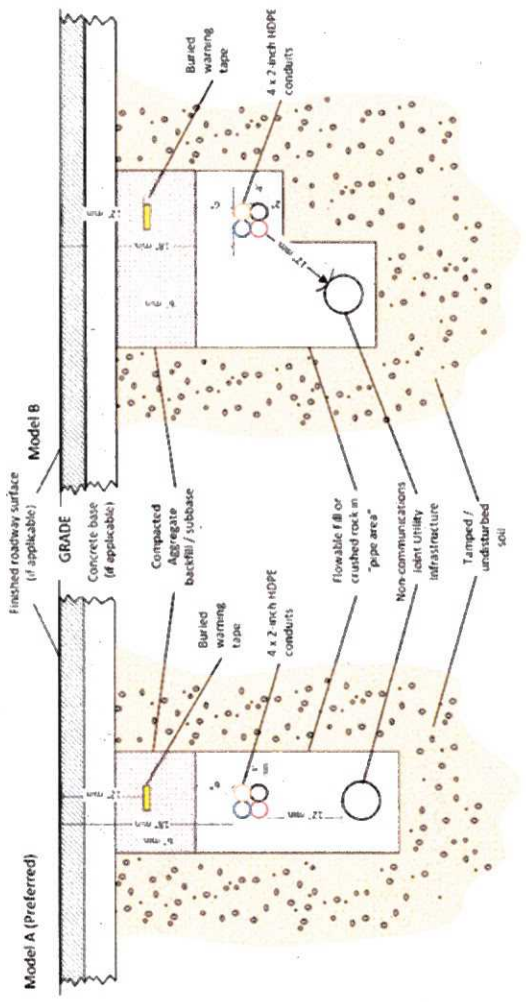 Model A (Preferred)
Finished roadway surface
(if applicable)
Model B
GRADE
Concrete base
(if applicable)
12" min
18" min
6" min
Buried
warning
tape
Compacted
Aggregate
backfill / subbase
12" min
18" min
6" min
Buried
warning
tape
4 x 2-inch HDPE
conduits
4 x 2-inch HDPE
conduits
12" min
12" min
Flowable fill or
crushed rock in
"pipe area"
Non-communications
Joint Utility
Infrastructure
Tamped /
undisturbed
soil